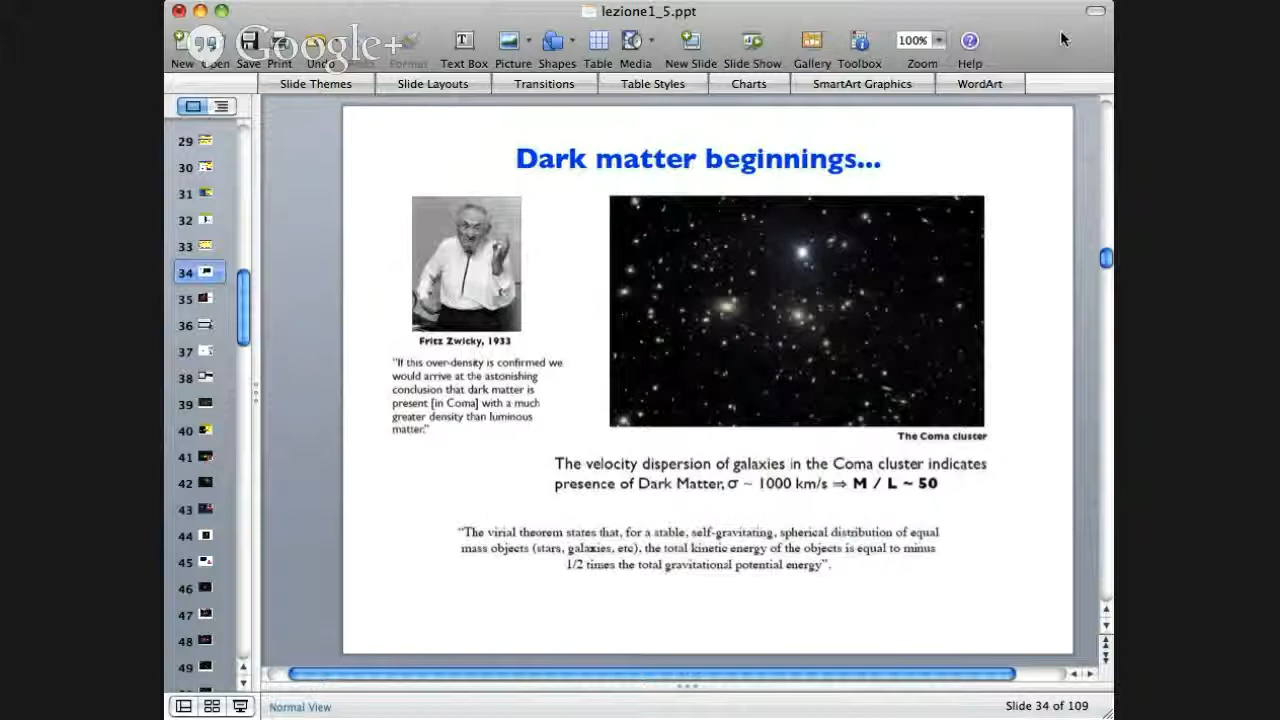 lezione1_5.ppt
Google+
New Open Save Print Undo Format Text Box Picture Shapes Table Media New Slide Slide Show Gallery Toolbox Zoom Help
100%
Slide Themes Slide Layouts Transitions Table Styles Charts SmartArt Graphics WordArt
29
30
31
32
33
34
35
36
37
38
39
40
41
42
43
44
45
46
47
48
49
Dark matter beginnings...
Fritz Zwicky, 1933
"If this over-density is confirmed we
would arrive at the astonishing
conclusion that dark matter is
present [in Coma] with a much
greater density than luminous
matter."
The Coma cluster
The velocity dispersion of galaxies in the Coma cluster indicates
presence of Dark Matter, σ ~ 1000 km/s ⇒ M / L ~ 50
"The virial theorem states that, for a stable, self-gravitating, spherical distribution of equal
mass objects (stars, galaxies, etc), the total kinetic energy of the objects is equal to minus
1/2 times the total gravitational potential energy".
Normal View
Slide 34 of 109